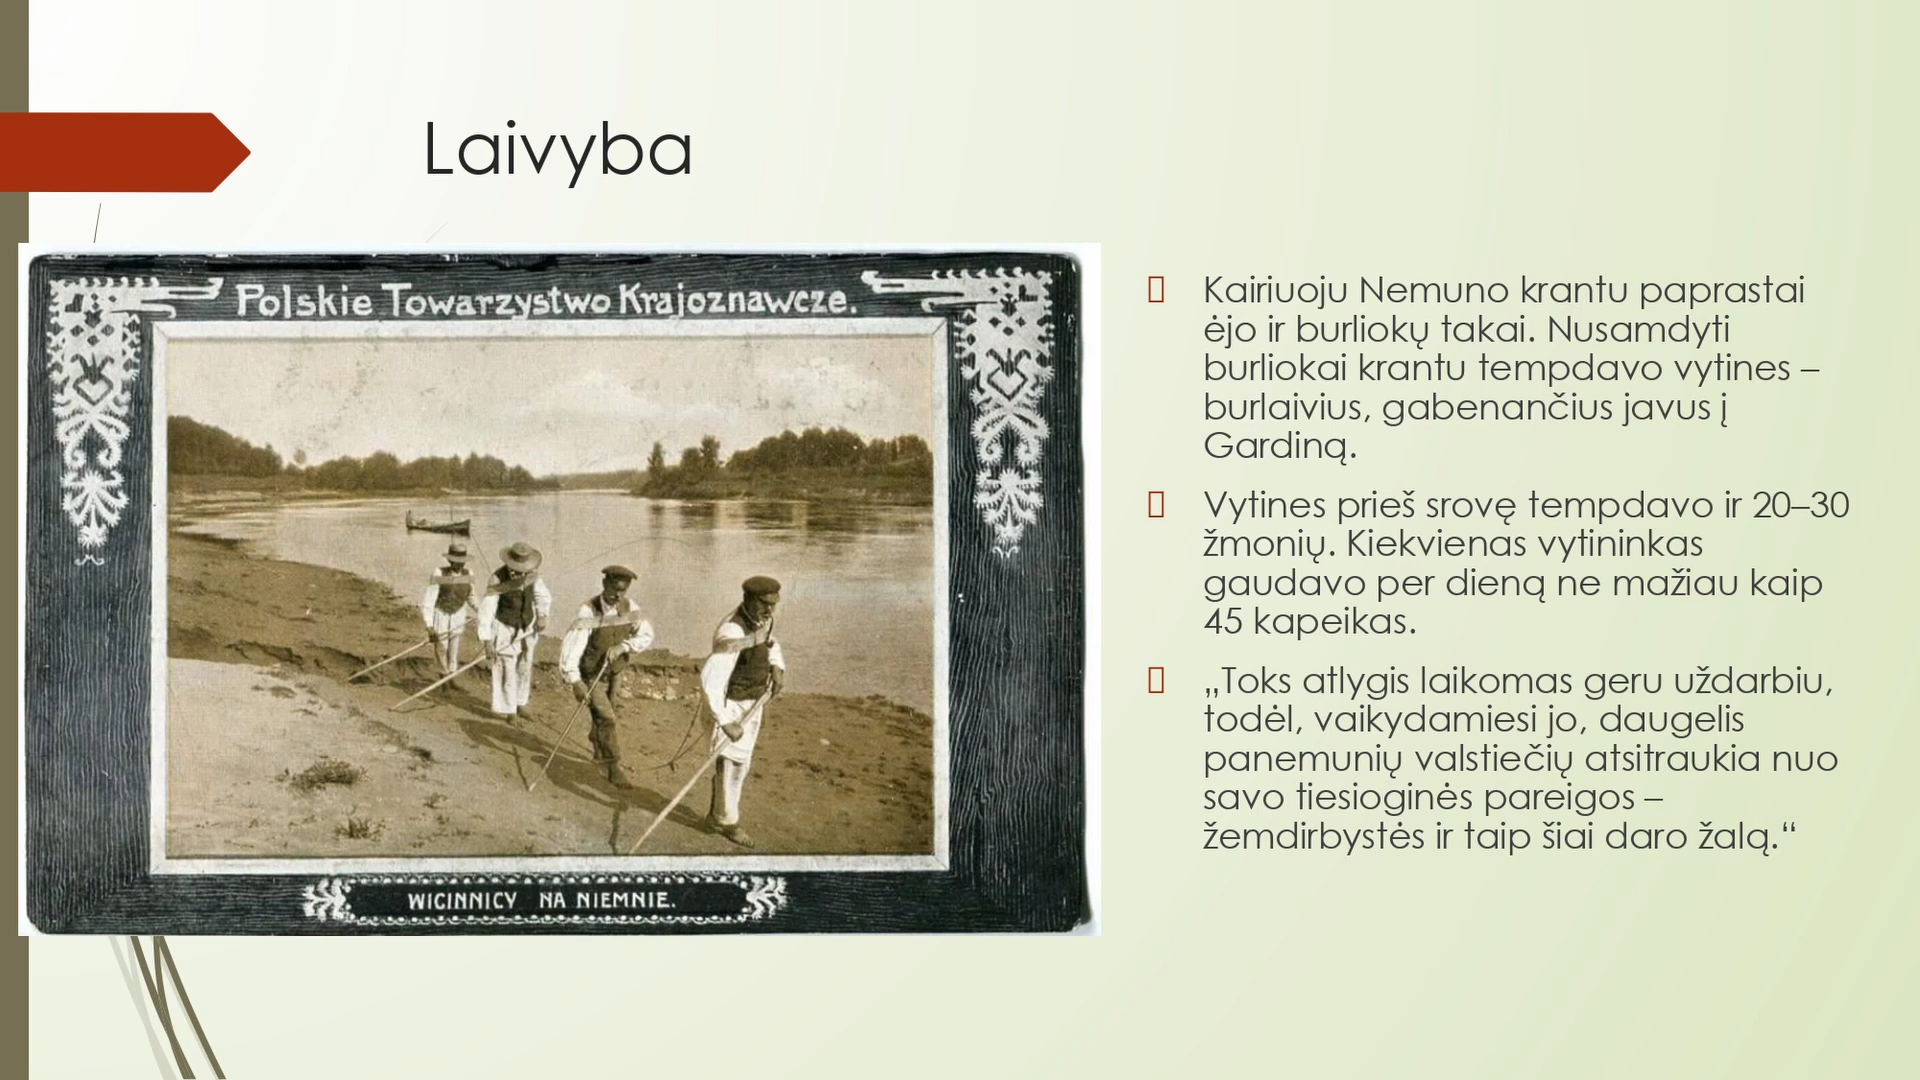 Laivyba
Polskie Towarzystwo Krajoznawcze.
WICINNICY NA NIEMNIE.
Kairiuoju Nemuno krantu paprastai
ėjo ir burliokų takai. Nusamdyti
burliokai krantu tempdavo vytines –
burlaivius, gabenančius javus į
Gardiną.
Vytines prieš srovę tempdavo ir 20–30
žmonių. Kiekvienas vytininkas
gaudavo per dieną ne mažiau kaip
45 kapeikas.
„Toks atlygis laikomas geru uždarbiu,
todėl, vaikydamiesi jo, daugelis
panemunių valstiečių atsitraukia nuo
savo tiesioginės pareigos –
žemdirbystės ir taip šiai daro žalą.“